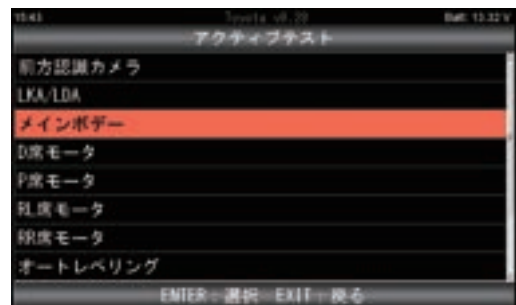 15:43 Toyota v8.20 Batt: 13.32 V
アクティブテスト
前方認識カメラ
LKA/LDA
メインボデー
D席モータ
P席モータ
RL席モータ
RR席モータ
オートレベリング
ENTER:選択 EXIT:戻る